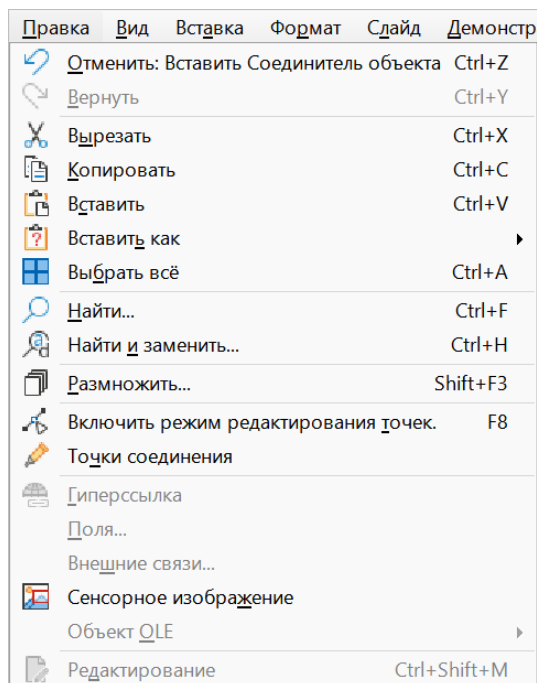 Правка Вид Вставка Формат Слайд Демонстр
Отменить: Вставить Соединитель объекта Ctrl+Z
Вернуть Ctrl+Y
Вырезать Ctrl+X
Копировать Ctrl+C
Вставить Ctrl+V
Вставить как
Выбрать всё Ctrl+A
Найти... Ctrl+F
Найти и заменить... Ctrl+H
Размножить... Shift+F3
Включить режим редактирования точек. F8
Точки соединения
Гиперссылка
Поля...
Внешние связи...
Сенсорное изображение
Объект OLE
Редактирование Ctrl+Shift+M